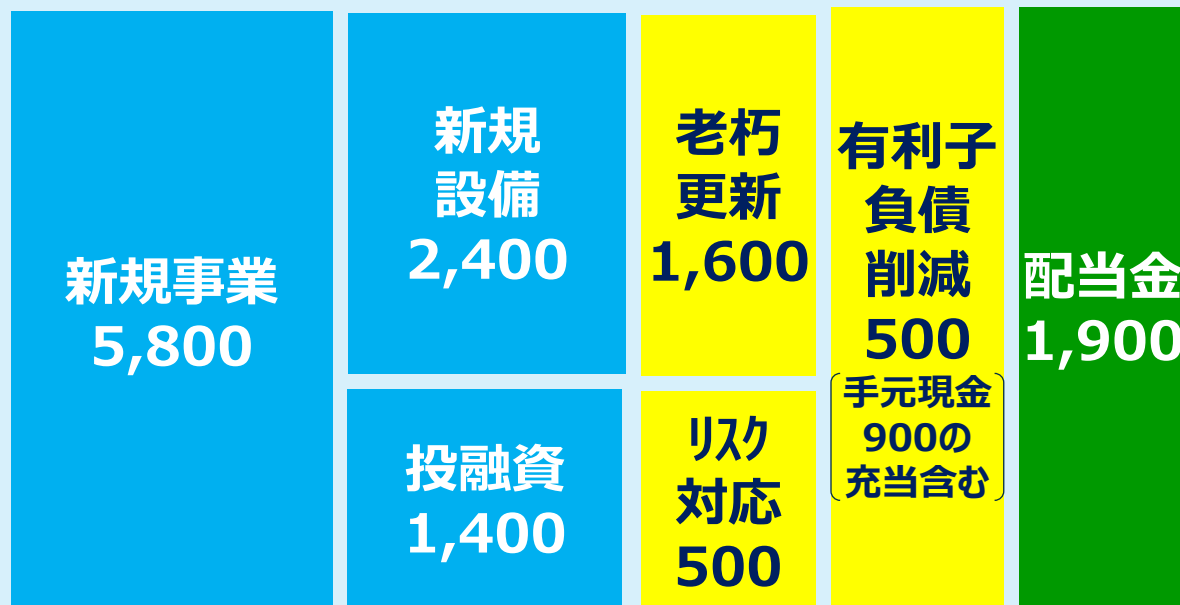 新規事業
5,800
新規
設備
2,400
投融資
1,400
老朽
更新
1,600
ﾘｽｸ
対応
500
有利子
負債
削減
500
手元現金
900の
充当含む
配当金
1,900